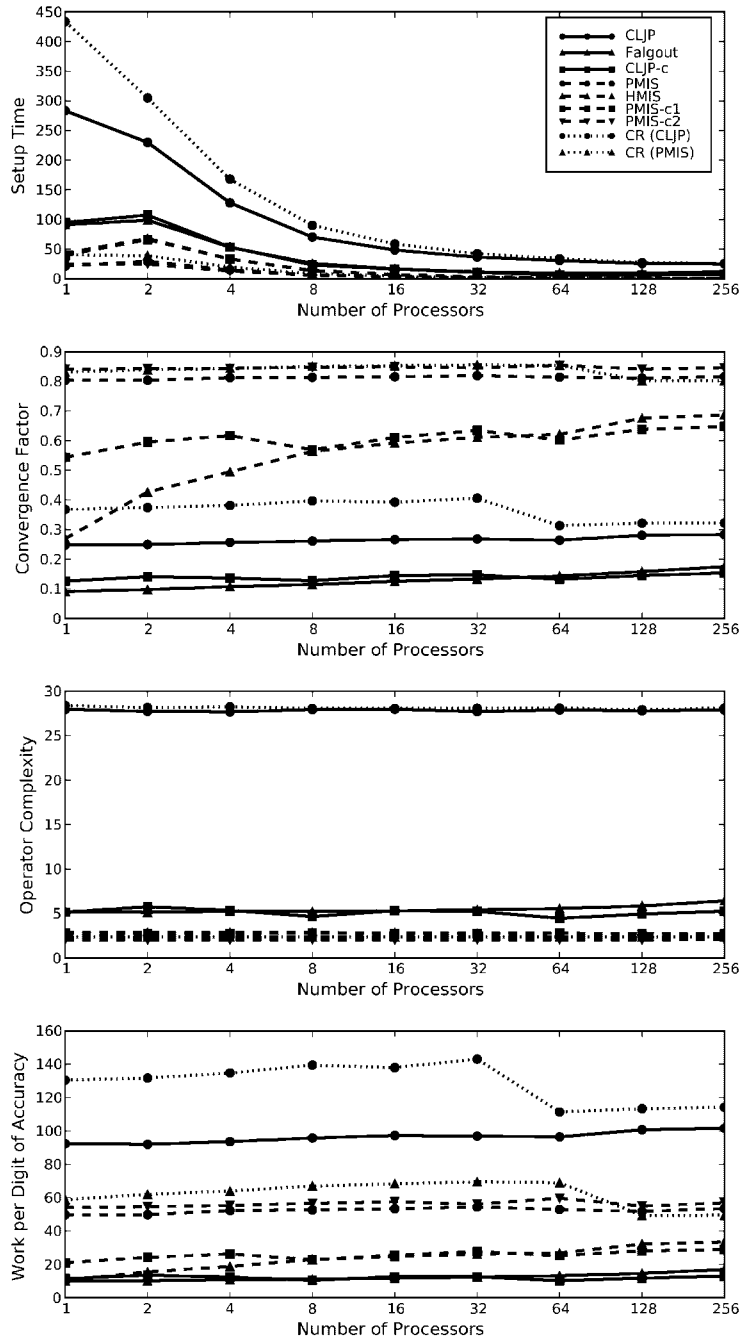 450
400
350
300
250
200
150
100
50
0
Setup Time
CLJP
Falgout
CLJP-c
PMIS
HMIS
PMIS-c1
PMIS-c2
CR (CLJP)
CR (PMIS)
1 2 4 8 16 32 64 128 256
Number of Processors
0.9
0.8
0.7
0.6
0.5
0.4
0.3
0.2
0.1
0
Convergence Factor
1 2 4 8 16 32 64 128 256
Number of Processors
30
25
20
15
10
5
0
Operator Complexity
1 2 4 8 16 32 64 128 256
Number of Processors
160
140
120
100
80
60
40
20
0
Work per Digit of Accuracy
1 2 4 8 16 32 64 128 256
Number of Processors